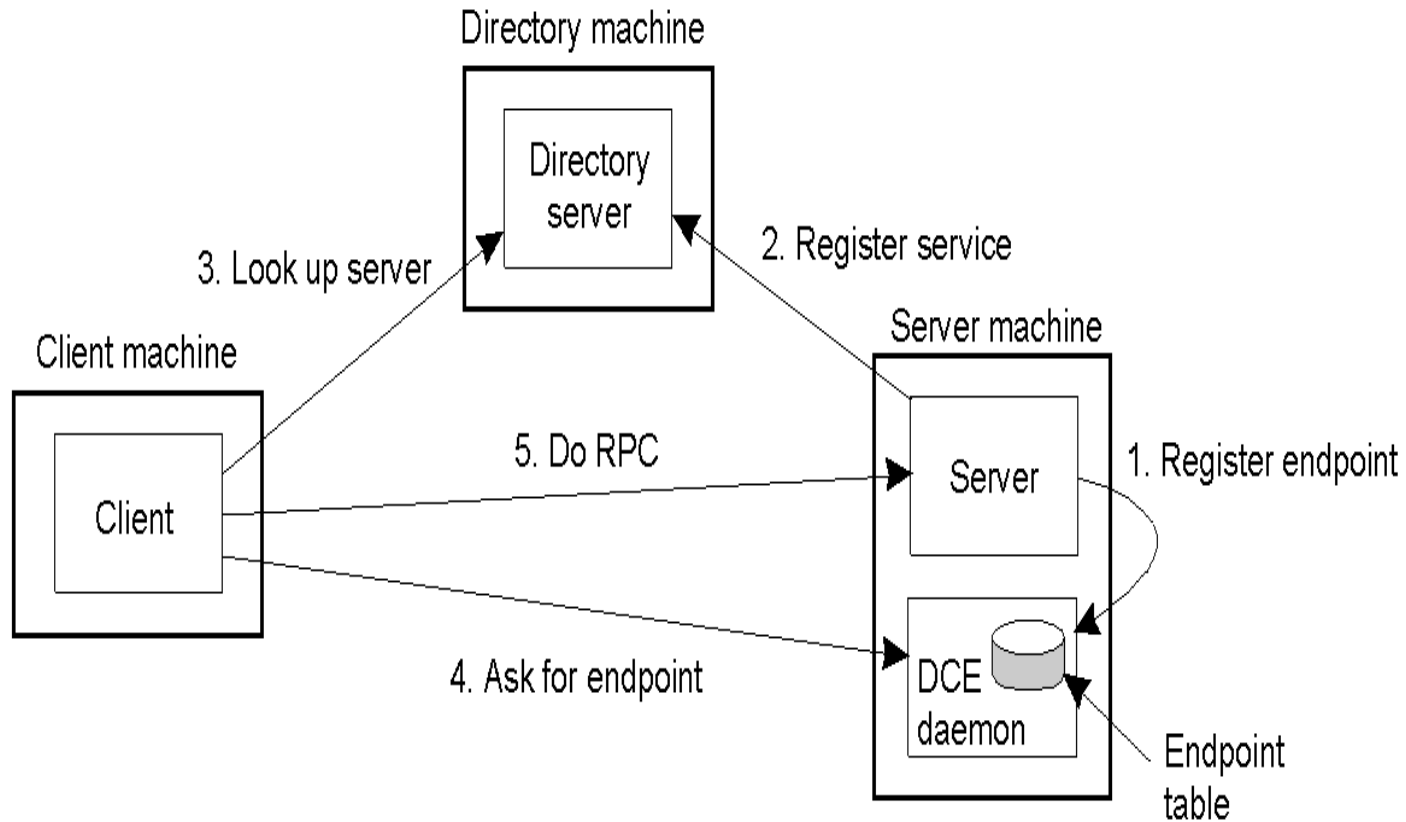 Directory machine
Directory
server
3. Look up server
2. Register service
Client machine
Server machine
5. Do RPC
1. Register endpoint
Client
Server
4. Ask for endpoint
DCE
daemon
Endpoint
table